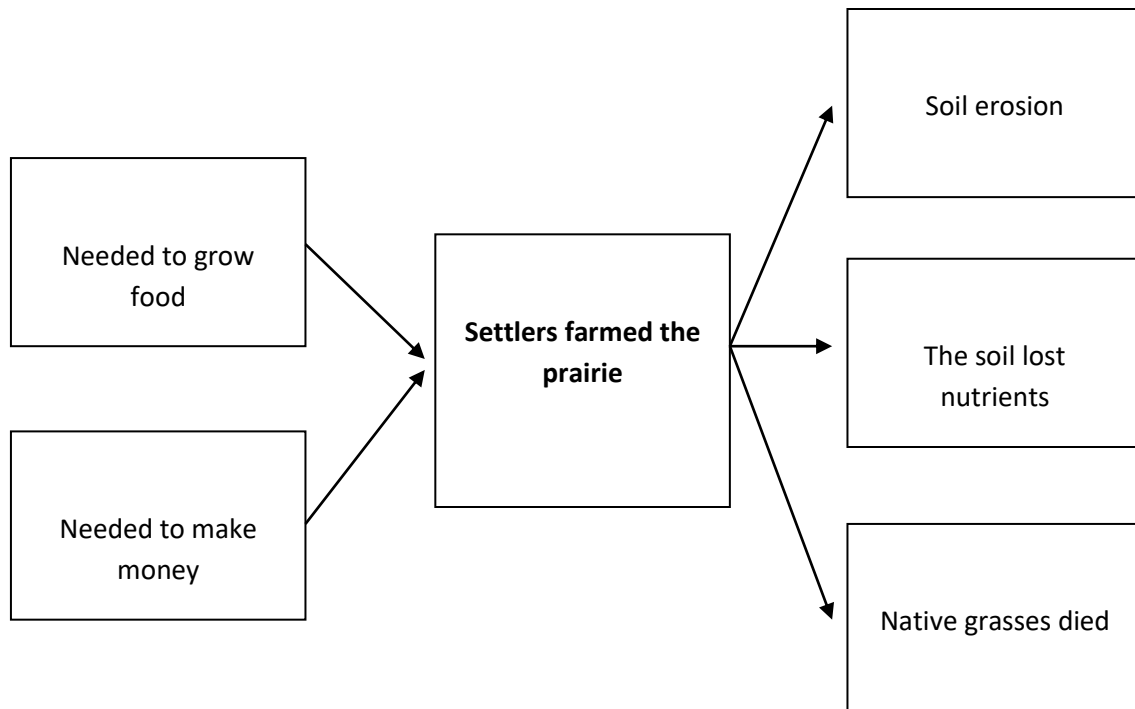 Needed to grow
food
Needed to make
money
Settlers farmed the
prairie
Soil erosion
The soil lost
nutrients
Native grasses died